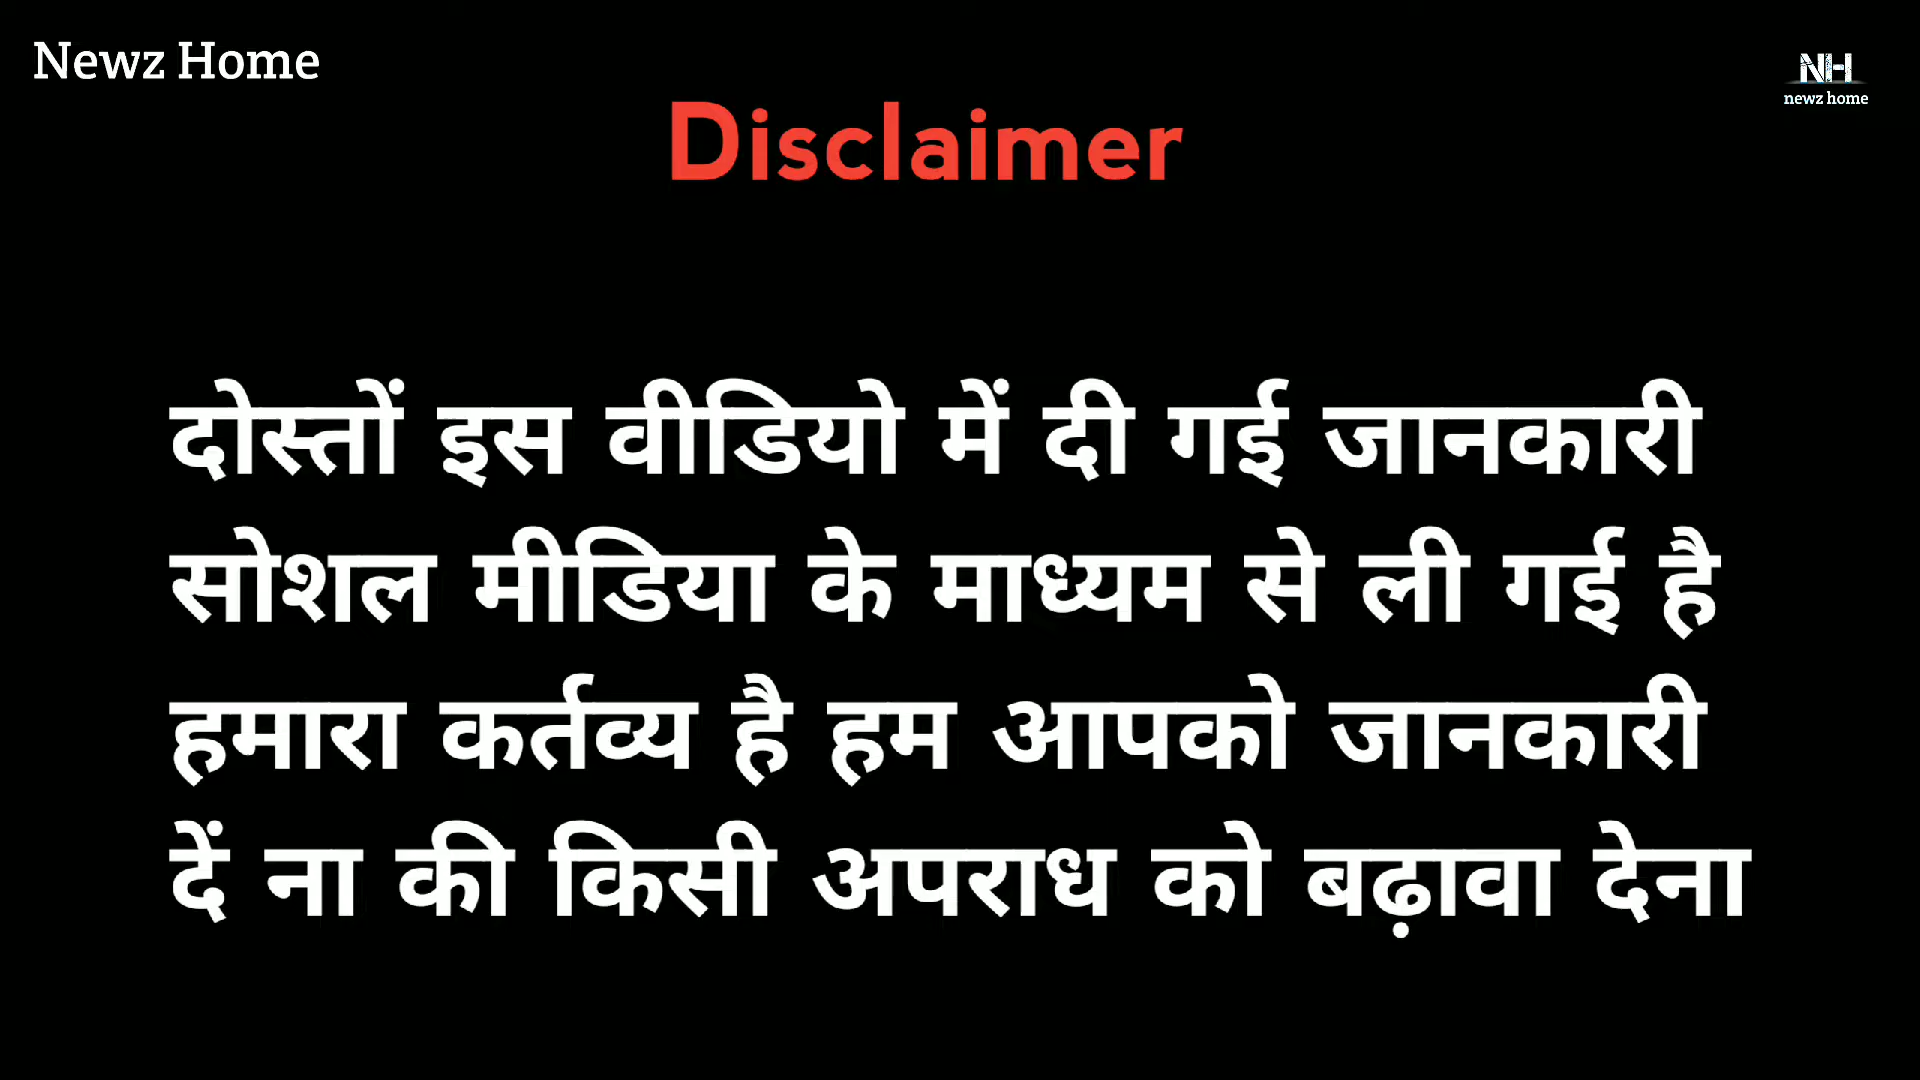 Newz Home
NH
newz home
Disclaimer
दोस्तों इस वीडियो में दी गई जानकारी
सोशल मीडिया के माध्यम से ली गई है
हमारा कर्तव्य है हम आपको जानकारी
दें ना की किसी अपराध को बढ़ावा देना